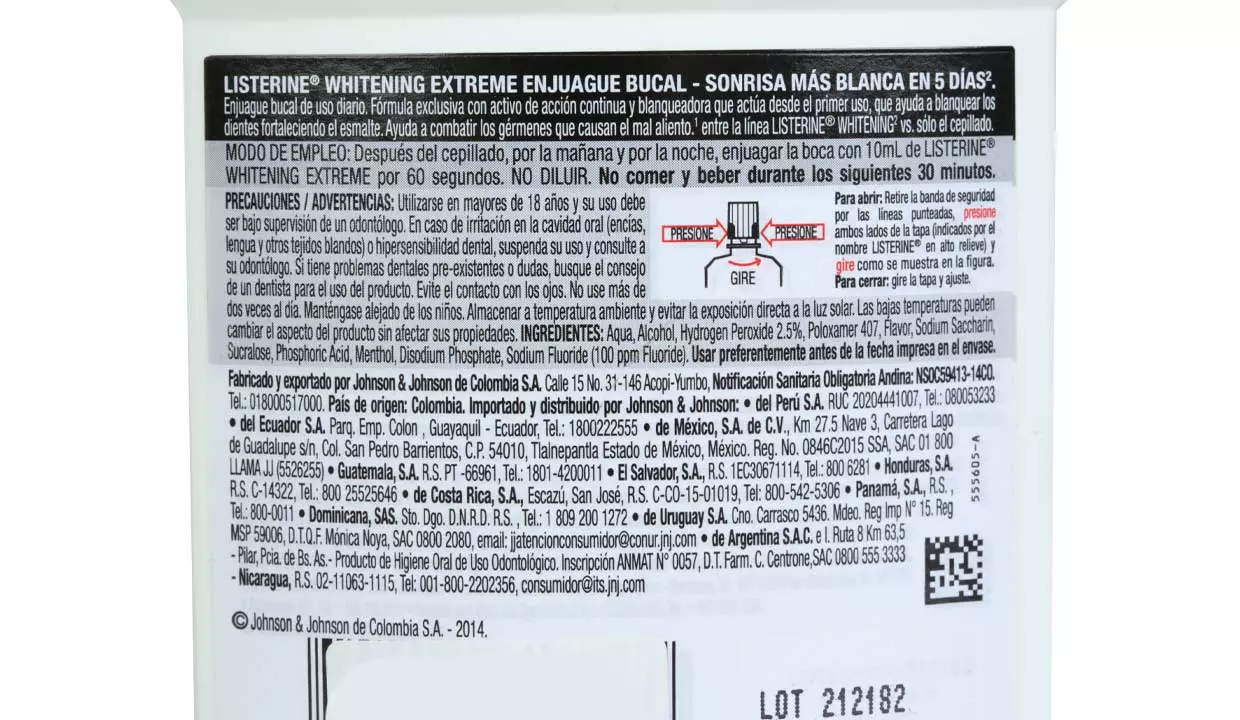 LISTERINE® WHITENING EXTREME ENJUAGUE BUCAL - SONRISA MÁS BLANCA EN 5 DÍAS².
Enjuague bucal de uso diario. Fórmula exclusiva con activo de acción continua y blanqueadora que actúa desde el primer uso, que ayuda a blanquear los
dientes fortaleciendo el esmalte. Ayuda a combatir los gérmenes que causan el mal aliento.¹ entre la línea LISTERINE® WHITENING² vs. sólo el cepillado.
MODO DE EMPLEO: Después del cepillado, por la mañana y por la noche, enjuagar la boca con 10mL de LISTERINE®
WHITENING EXTREME por 60 segundos. NO DILUIR. No comer y beber durante los siguientes 30 minutos.
PRECAUCIONES / ADVERTENCIAS: Utilizarse en mayores de 18 años y su uso debe
ser bajo supervisión de un odontólogo. En caso de irritación en la cavidad oral (encías,
lengua y otros tejidos blandos) o hipersensibilidad dental, suspenda su uso y consulte a
su odontólogo. Si tiene problemas dentales pre-existentes o dudas, busque el consejo
de un dentista para el uso del producto. Evite el contacto con los ojos. No use más de
PRESIONE PRESIONE
GIRE
Para abrir: Retire la banda de seguridad
por las líneas punteadas, presione
ambos lados de la tapa (indicados por el
nombre LISTERINE® en alto relieve) y
gire como se muestra en la figura.
Para cerrar: gire la tapa y ajuste.
dos veces al día. Manténgase alejado de los niños. Almacenar a temperatura ambiente y evitar la exposición directa a la luz solar. Las bajas temperaturas pueden
cambiar el aspecto del producto sin afectar sus propiedades. INGREDIENTES: Aqua, Alcohol, Hydrogen Peroxide 2.5%, Poloxamer 407, Flavor, Sodium Saccharin,
Sucralose, Phosphoric Acid, Menthol, Disodium Phosphate, Sodium Fluoride (100 ppm Fluoride). Usar preferentemente antes de la fecha impresa en el envase.
Fabricado y exportado por Johnson & Johnson de Colombia S.A. Calle 15 No. 31-146 Acopi-Yumbo, Notificación Sanitaria Obligatoria Andina: NSOC59413-14CO.
Tel.: 018000517000. País de origen: Colombia. Importado y distribuido por Johnson & Johnson: • del Perú S.A. RUC 20204441007, Tel.: 080053233
• del Ecuador S.A. Parq. Emp. Colon , Guayaquil - Ecuador, Tel.: 1800222555 • de México, S.A. de C.V., Km 27.5 Nave 3, Carretera Lago
de Guadalupe s/n, Col. San Pedro Barrientos, C.P. 54010, Tlalnepantla Estado de México, México. Reg. No. 0846C2015 SSA, SAC 01 800
LLAMA JJ (5526255) • Guatemala, S.A. R.S. PT -66961, Tel.: 1801-4200011 • El Salvador, S.A., R.S. 1EC30671114, Tel.: 800 6281 • Honduras, S.A.
R.S. C-14322, Tel.: 800 25525646 • de Costa Rica, S.A., Escazú, San José, R.S. C-CO-15-01019, Tel: 800-542-5306 • Panamá, S.A., R.S. ,
Tel.: 800-0011 • Dominicana, SAS. Sto. Dgo. D.N.R.D. R.S. , Tel.: 1 809 200 1272 • de Uruguay S.A. Cno. Carrasco 5436. Mdeo. Reg Imp N° 15. Reg
MSP 59006, D.T.Q.F. Mónica Noya, SAC 0800 2080, email: jjatencionconsumidor@conur.jnj.com • de Argentina S.A.C. e I. Ruta 8 Km 63,5
- Pilar, Pcia. de Bs. As.- Producto de Higiene Oral de Uso Odontológico. Inscripción ANMAT N° 0057, D.T. Farm. C. Centrone,SAC 0800 555 3333
- Nicaragua, R.S. 02-11063-1115, Tel: 001-800-2202356, consumidor@its.jnj.com
555605-A
© Johnson & Johnson de Colombia S.A. - 2014.
LOT 212182